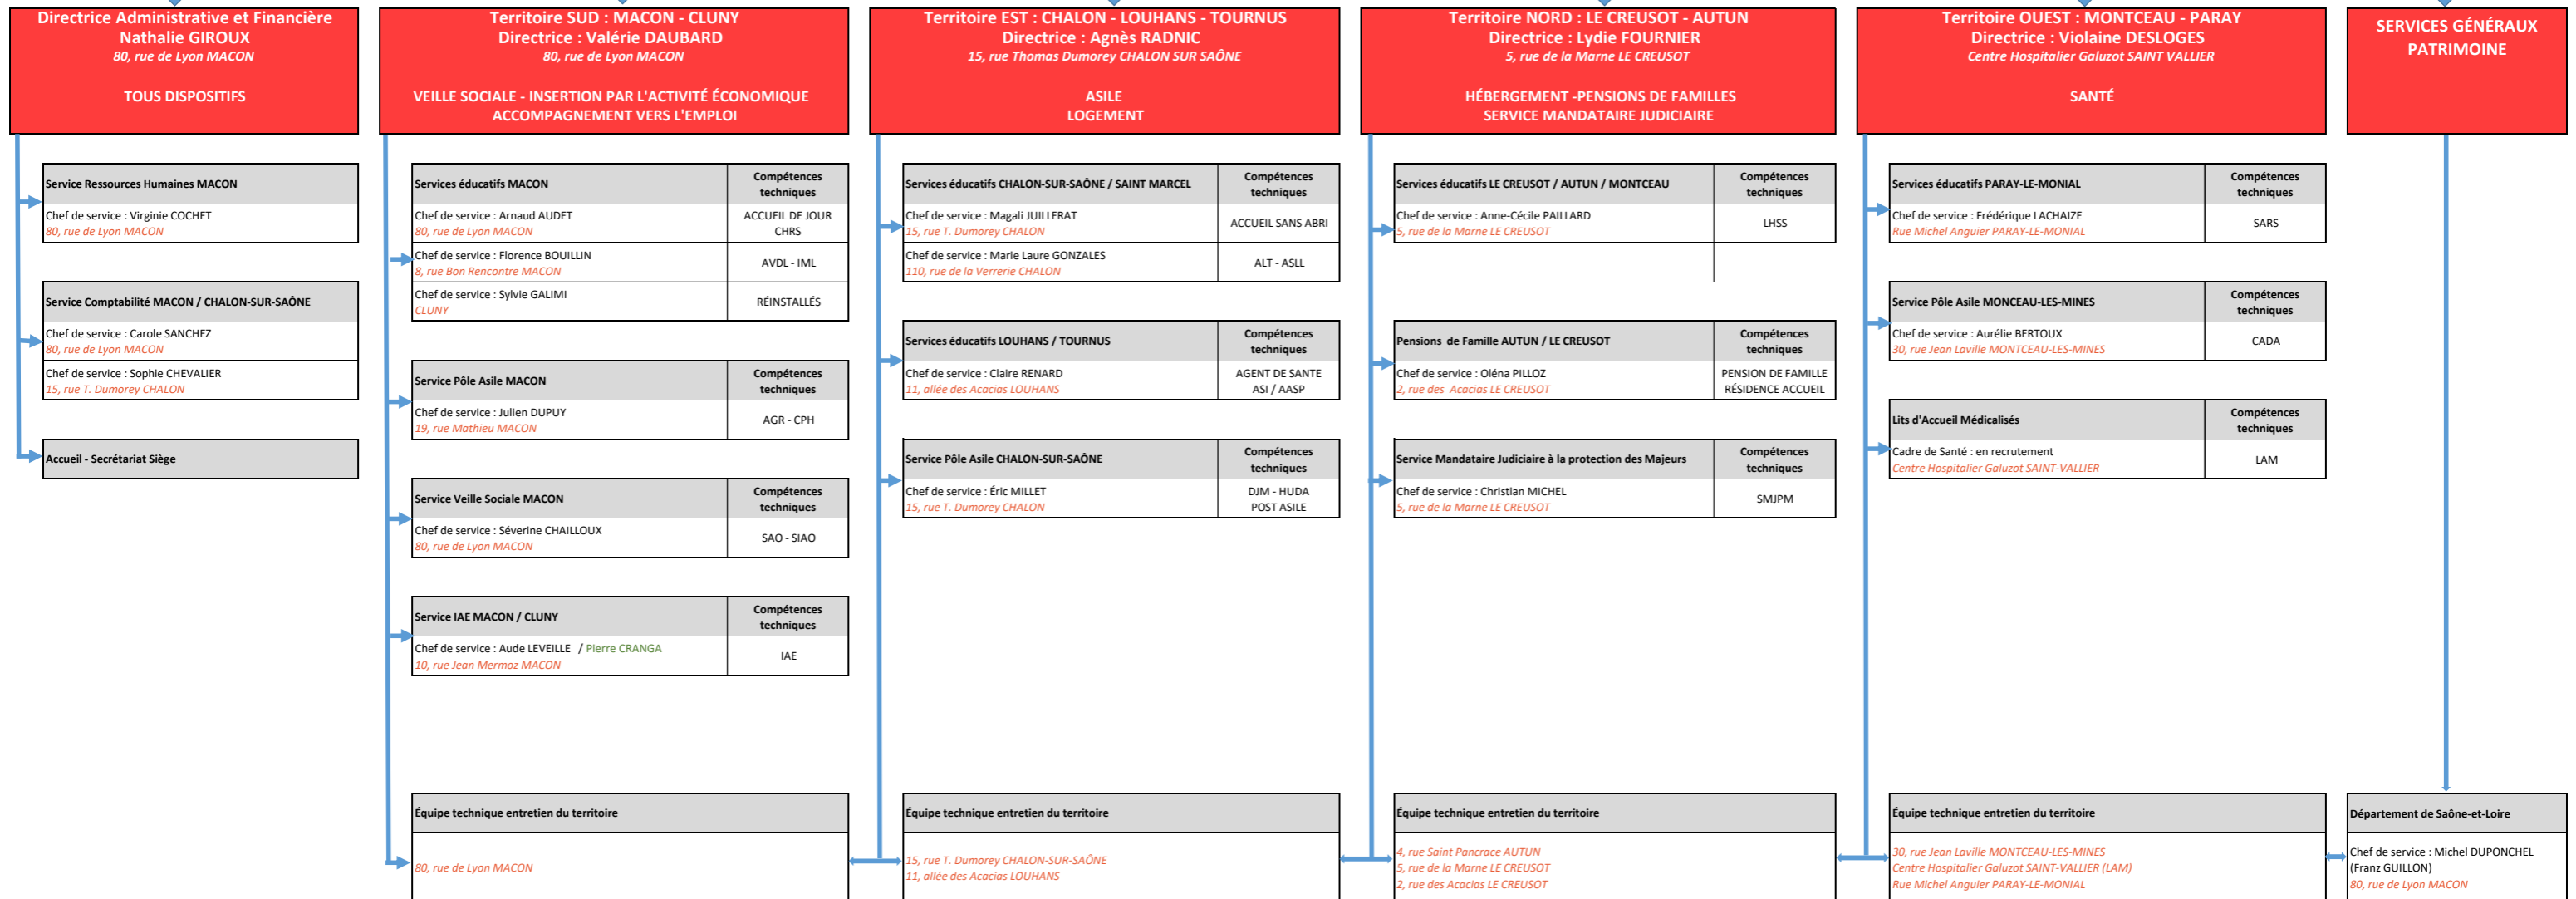 Directrice Administrative et Financière
Nathalie GIROUX
80, rue de Lyon MACON
TOUS DISPOSITIFS
Service Ressources Humaines MACON
Chef de service : Virginie COCHET
80, rue de Lyon MACON
Service Comptabilité MACON / CHALON-SUR-SAÔNE
Chef de service : Carole SANCHEZ
80, rue de Lyon MACON
Chef de service : Sophie CHEVALIER
15, rue T. Dumorey CHALON
Accueil - Secrétariat Siège
Territoire SUD : MACON - CLUNY
Directrice : Valérie DAUBARD
80, rue de Lyon MACON
VEILLE SOCIALE - INSERTION PAR L'ACTIVITÉ ÉCONOMIQUE
ACCOMPAGNEMENT VERS L'EMPLOI
Services éducatifs MACON
Compétences
techniques
Chef de service : Arnaud AUDET
80, rue de Lyon MACON
ACCUEIL DE JOUR
CHRS
Chef de service : Florence BOUILLIN
8, rue Bon Rencontre MACON
AVDL - IML
Chef de service : Sylvie GALIMI
CLUNY
RÉINSTALLÉS
Service Pôle Asile MACON
Compétences
techniques
Chef de service : Julien DUPUY
19, rue Mathieu MACON
AGR - CPH
Service Veille Sociale MACON
Compétences
techniques
Chef de service : Séverine CHAILLOUX
80, rue de Lyon MACON
SAO - SIAO
Service IAE MACON / CLUNY
Compétences
techniques
Chef de service : Aude LEVEILLE / Pierre CRANGA
10, rue Jean Mermoz MACON
IAE
Équipe technique entretien du territoire
80, rue de Lyon MACON
Territoire EST : CHALON - LOUHANS - TOURNUS
Directrice : Agnès RADNIC
15, rue Thomas Dumorey CHALON SUR SAÔNE
ASILE
LOGEMENT
Services éducatifs CHALON-SUR-SAÔNE / SAINT MARCEL
Compétences
techniques
Chef de service : Magali JUILLERAT
15, rue T. Dumorey CHALON
ACCUEIL SANS ABRI
Chef de service : Marie Laure GONZALES
110, rue de la Verrerie CHALON
ALT - ASLL
Services éducatifs LOUHANS / TOURNUS
Compétences
techniques
Chef de service : Claire RENARD
11, allée des Acacias LOUHANS
AGENT DE SANTE
ASI / AASP
Service Pôle Asile CHALON-SUR-SAÔNE
Compétences
techniques
Chef de service : Éric MILLET
15, rue T. Dumorey CHALON
DJM - HUDA
POST ASILE
Équipe technique entretien du territoire
15, rue T. Dumorey CHALON-SUR-SAÔNE
11, allée des Acacias LOUHANS
Territoire NORD : LE CREUSOT - AUTUN
Directrice : Lydie FOURNIER
5, rue de la Marne LE CREUSOT
HÉBERGEMENT -PENSIONS DE FAMILLES
SERVICE MANDATAIRE JUDICIAIRE
Services éducatifs LE CREUSOT / AUTUN / MONTCEAU
Compétences
techniques
Chef de service : Anne-Cécile PAILLARD
5, rue de la Marne LE CREUSOT
LHSS
Pensions de Famille AUTUN / LE CREUSOT
Compétences
techniques
Chef de service : Oléna PILLOZ
2, rue des Acacias LE CREUSOT
PENSION DE FAMILLE
RÉSIDENCE ACCUEIL
Service Mandataire Judiciaire à la protection des Majeurs
Compétences
techniques
Chef de service : Christian MICHEL
5, rue de la Marne LE CREUSOT
SMJPM
Équipe technique entretien du territoire
4, rue Saint Pancrace AUTUN
5, rue de la Marne LE CREUSOT
2, rue des Acacias LE CREUSOT
Territoire OUEST : MONTCEAU - PARAY
Directrice : Violaine DESLOGES
Centre Hospitalier Galuzot SAINT VALLIER
SANTÉ
Services éducatifs PARAY-LE-MONIAL
Compétences
techniques
Chef de service : Frédérique LACHAIZE
Rue Michel Anguier PARAY-LE-MONIAL
SARS
Service Pôle Asile MONCEAU-LES-MINES
Compétences
techniques
Chef de service : Aurélie BERTOUX
30, rue Jean Laville MONTCEAU-LES-MINES
CADA
Lits d'Accueil Médicalisés
Compétences
techniques
Cadre de Santé : en recrutement
Centre Hospitalier Galuzot SAINT-VALLIER
LAM
Équipe technique entretien du territoire
30, rue Jean Laville MONTCEAU-LES-MINES
Centre Hospitalier Galuzot SAINT-VALLIER (LAM)
Rue Michel Anguier PARAY-LE-MONIAL
SERVICES GÉNÉRAUX
PATRIMOINE
Département de Saône-et-Loire
Chef de service : Michel DUPONCHEL
(Franz GUILLON)
80, rue de Lyon MACON